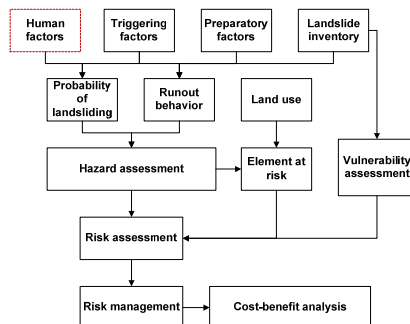 Human
factors
Triggering
factors
Preparatory
factors
Landslide
inventory
Probability
of
landsliding
Runout
behavior
Land use
Hazard assessment
Element at
risk
Vulnerability
assessment
Risk assessment
Risk management
Cost-benefit analysis